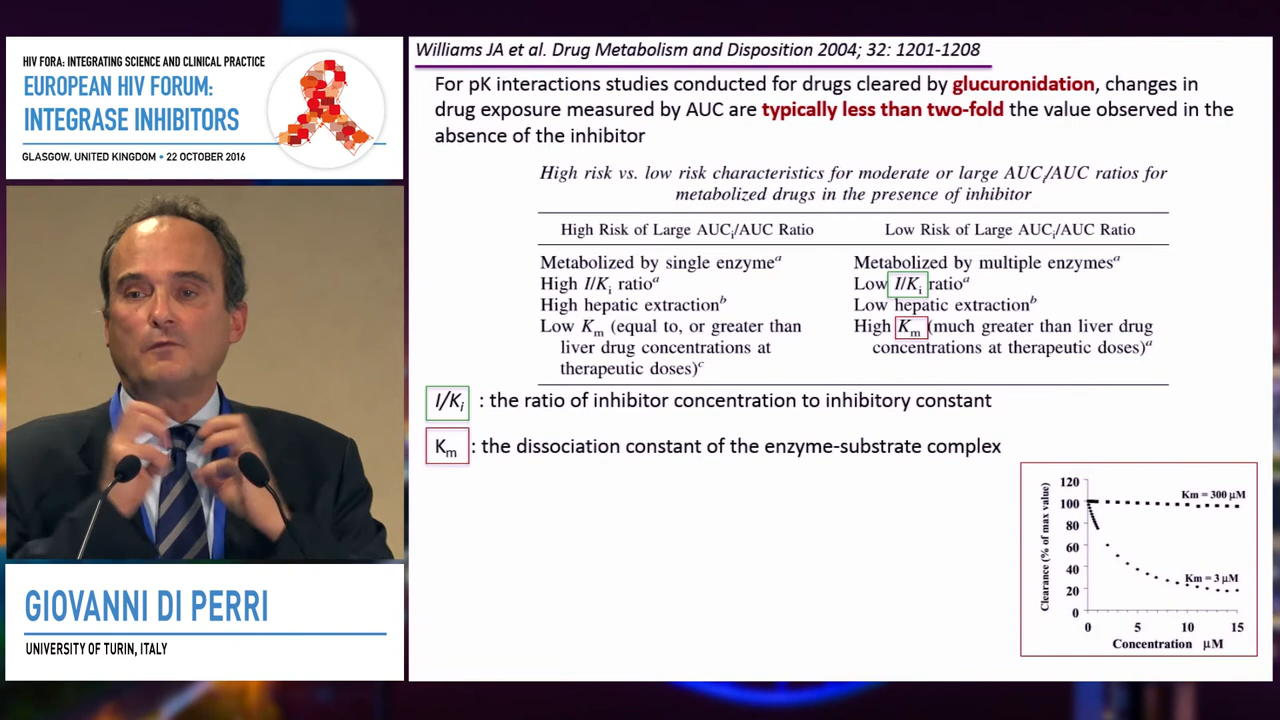 HIV FORA: INTEGRATING SCIENCE AND CLINICAL PRACTICE
EUROPEAN HIV FORUM:
INTEGRASE INHIBITORS
GLASGOW, UNITED KINGDOM • 22 OCTOBER 2016
GIOVANNI DI PERRI
UNIVERSITY OF TURIN, ITALY
Williams JA et al. Drug Metabolism and Disposition 2004; 32: 1201-1208
For pK interactions studies conducted for drugs cleared by glucuronidation, changes in
drug exposure measured by AUC are typically less than two-fold the value observed in the
absence of the inhibitor
High risk vs. low risk characteristics for moderate or large AUCi/AUC ratios for
metabolized drugs in the presence of inhibitor
High Risk of Large AUCi/AUC Ratio
Low Risk of Large AUCi/AUC Ratio
Metabolized by single enzymeᵃ
Metabolized by multiple enzymesᵃ
High I/Ki ratioᵃ
Low I/Ki ratioᵃ
High hepatic extractionᵇ
Low hepatic extractionᵇ
Low Km (equal to, or greater than
High Km (much greater than liver drug
liver drug concentrations at
concentrations at therapeutic doses)ᵃ
therapeutic doses)ᶜ
I/Ki : the ratio of inhibitor concentration to inhibitory constant
Km : the dissociation constant of the enzyme-substrate complex
Clearance (% of max value)
120
100
80
60
40
20
0
Km = 300 µM
Km = 3 µM
0 5 10 15
Concentration µM